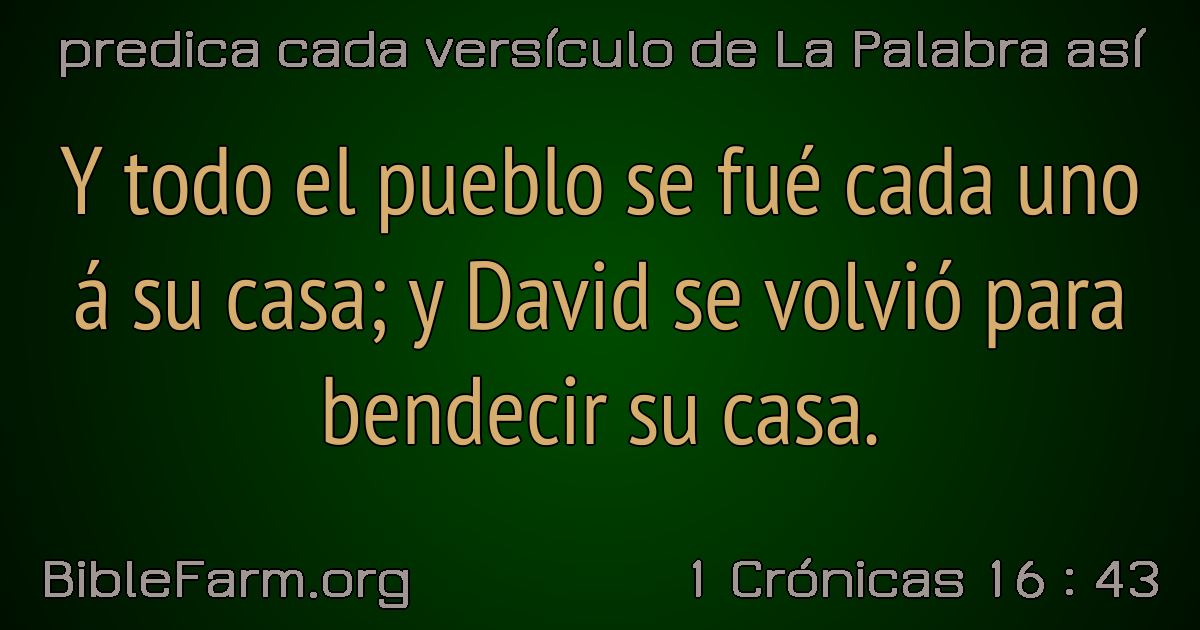 predica cada versículo de La Palabra así
Y todo el pueblo se fué cada uno
á su casa; y David se volvió para
bendecir su casa.
BibleFarm.org
1 Crónicas 16 : 43